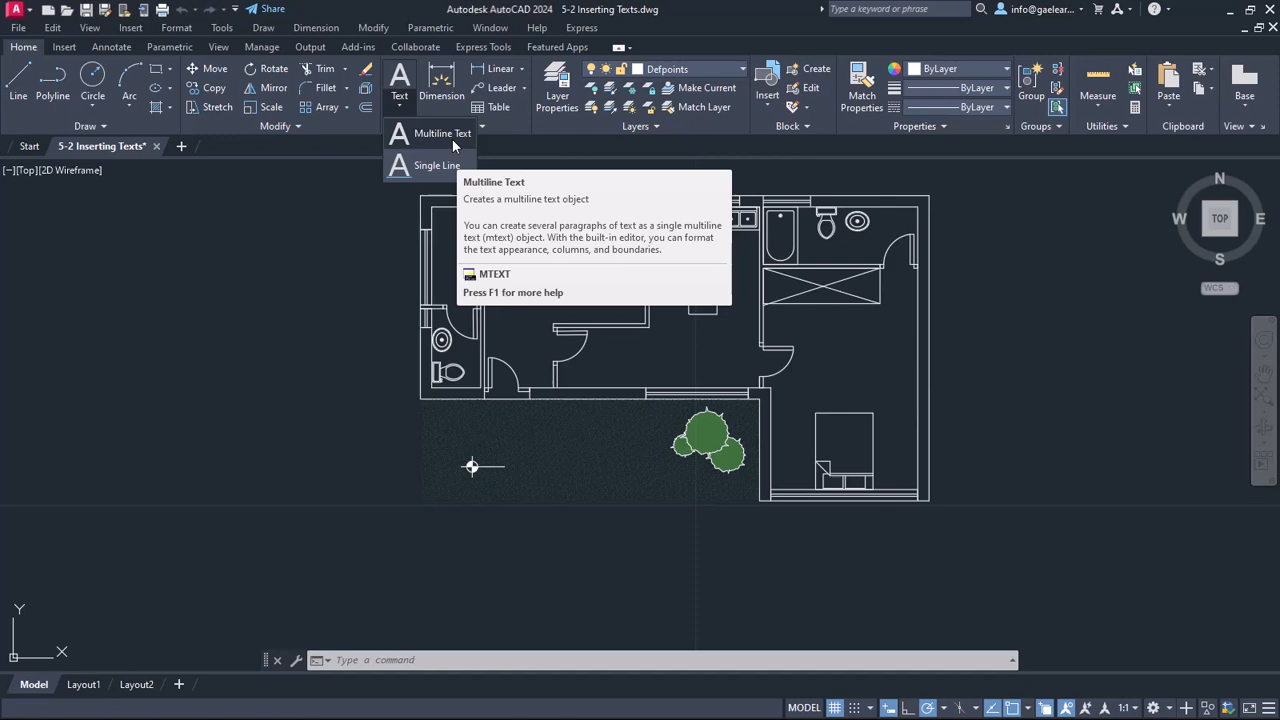 Share
Autodesk AutoCAD 2024 5-2 Inserting Texts.dwg
Type a keyword or phrase
info@gaelear...
File Edit View Insert Format Tools Draw Dimension Modify Parametric Window Help Express
Home Insert Annotate Parametric View Manage Output Add-ins Collaborate Express Tools Featured Apps
Line Polyline Circle Arc
Move Rotate Trim
Copy Mirror Fillet
Stretch Scale Array
Text Dimension
Linear
Leader
Table
Layer
Properties
Defpoints
Make Current
Match Layer
Insert
Create
Edit
Match
Properties
ByLayer
ByLayer
ByLayer
Group
Measure
Paste
Base
Draw Modify Layers Block Properties Groups Utilities Clipboard View
Start 5-2 Inserting Texts*
A Multiline Text
A Single Line
[−][Top][2D Wireframe]
Multiline Text
Creates a multiline text object
You can create several paragraphs of text as a single multiline
text (mtext) object. With the built-in editor, you can format
the text appearance, columns, and boundaries.
MTEXT
Press F1 for more help
N
W TOP E
S
WCS
Y
X
Type a command
Model Layout1 Layout2
MODEL 1:1